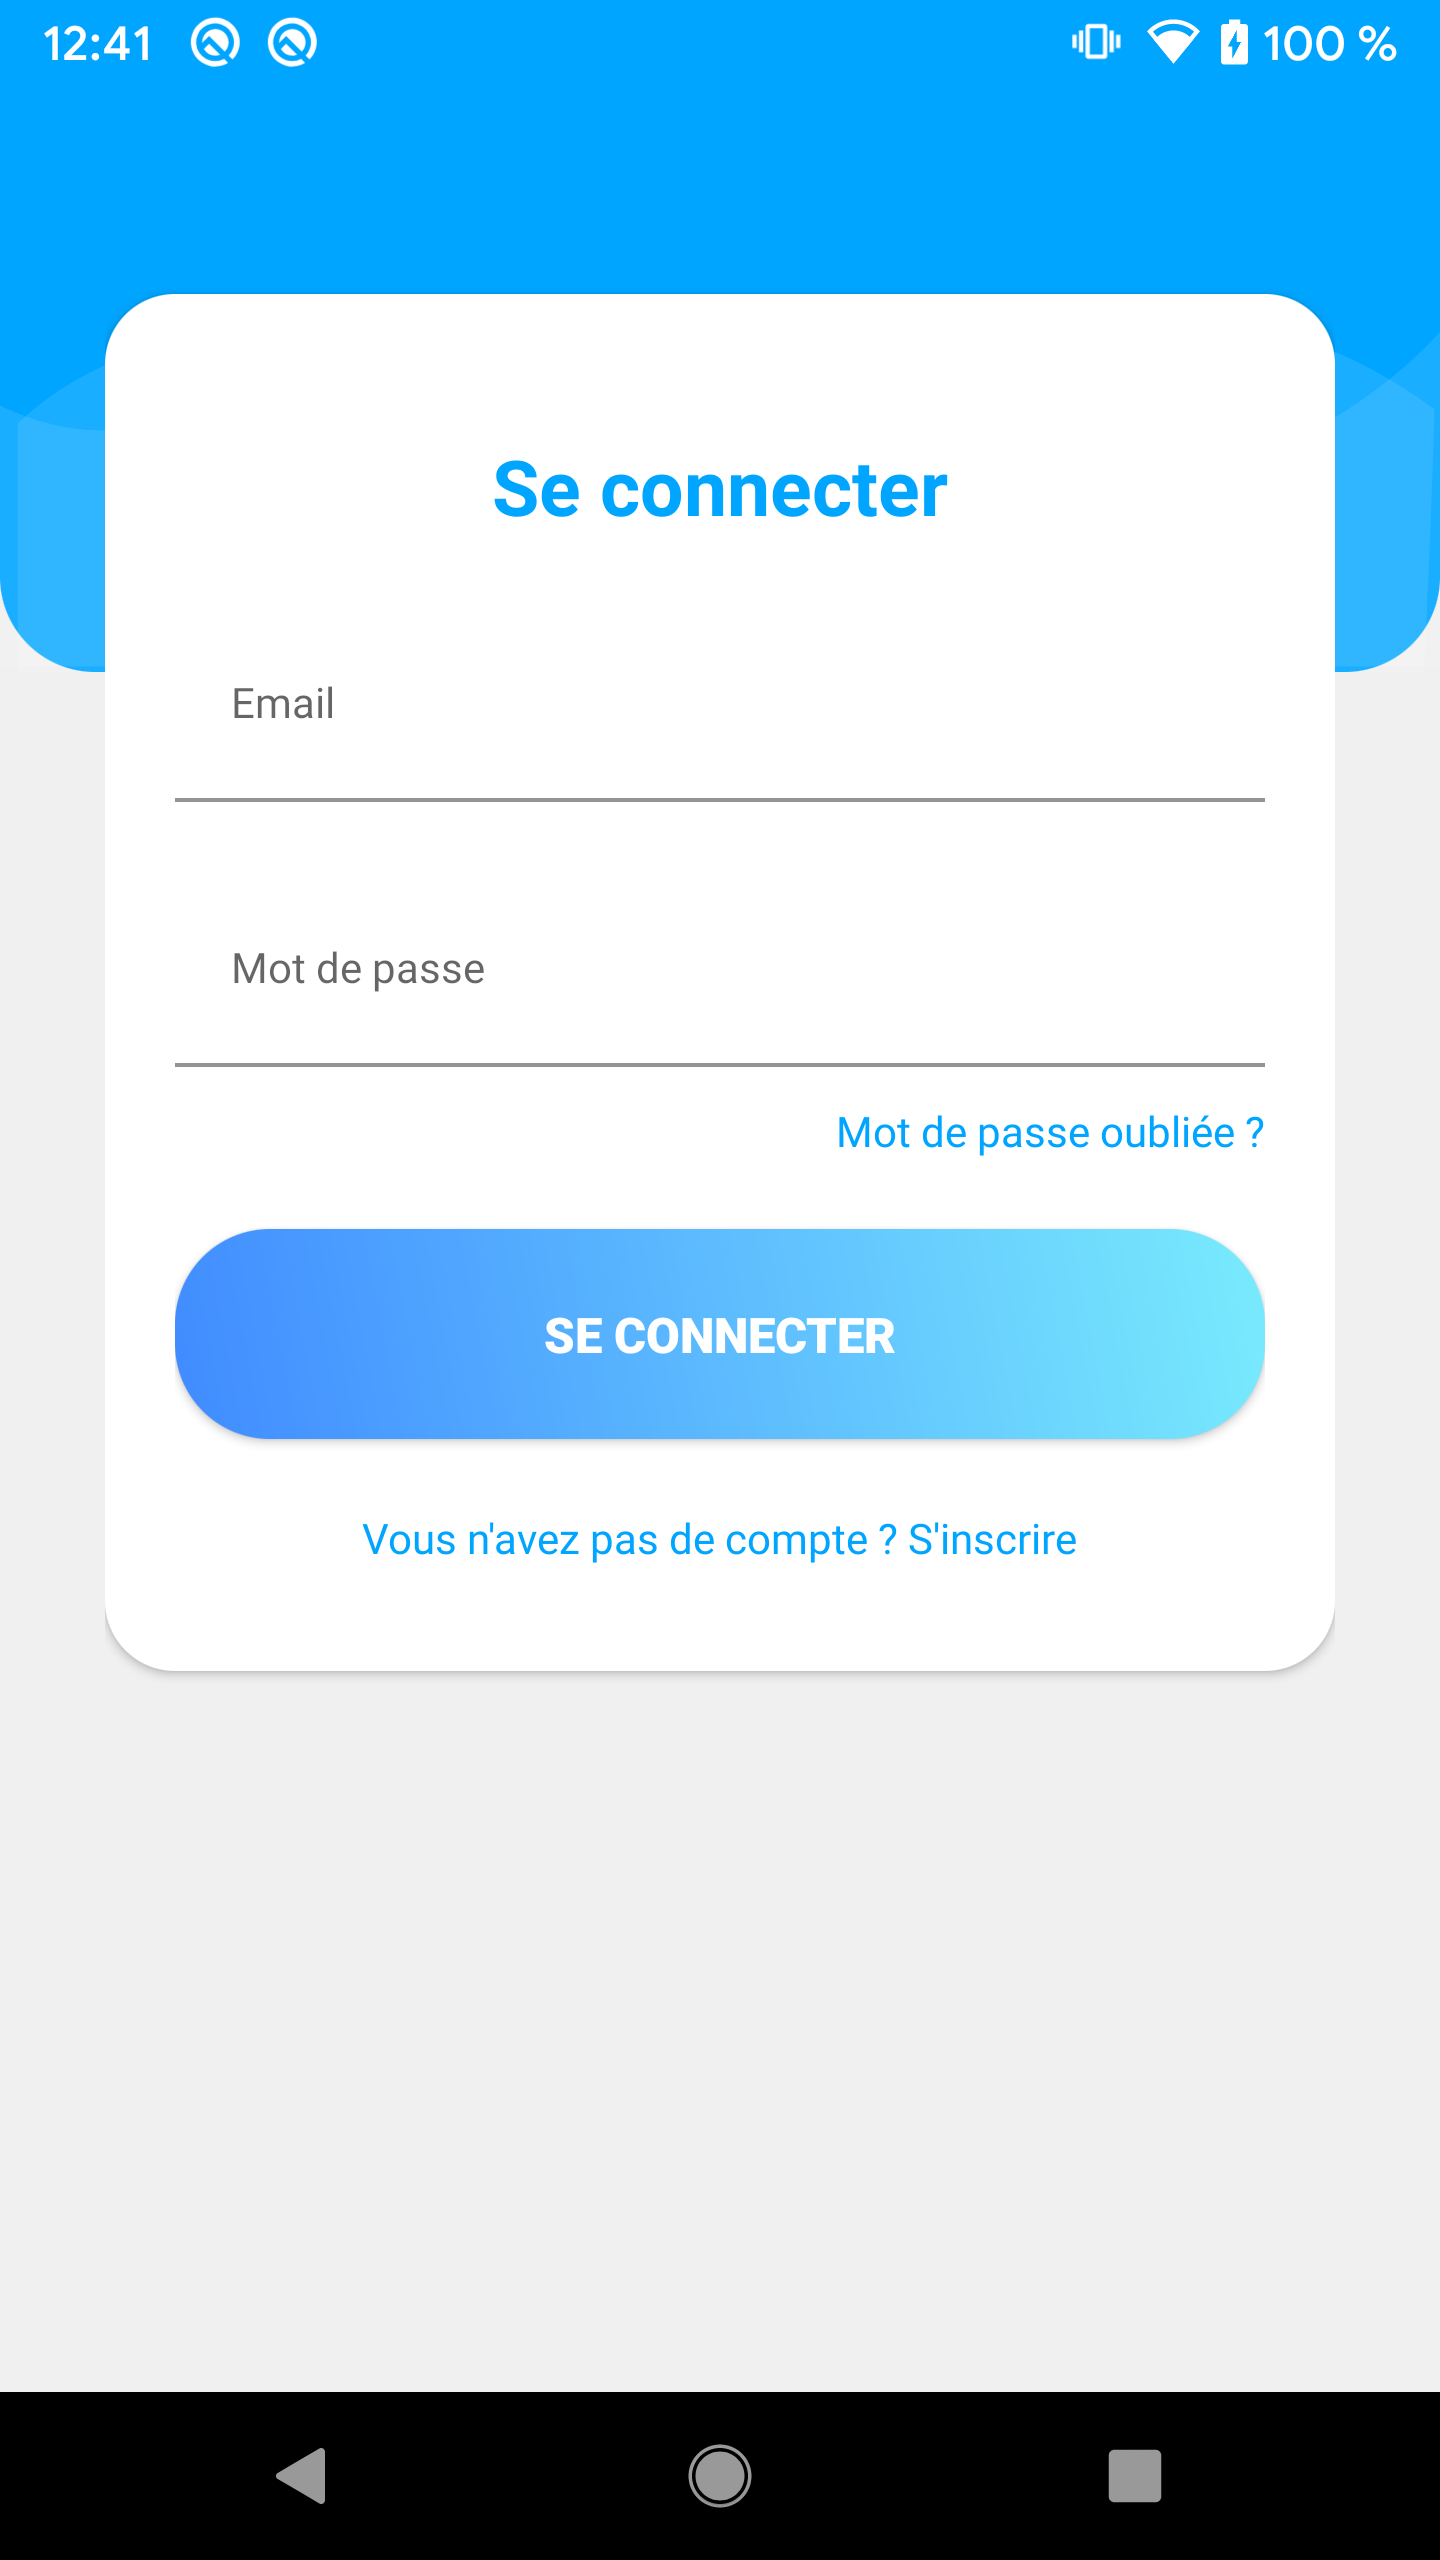 12:41 100 %
Se connecter
Email
Mot de passe
Mot de passe oubliée ?
SE CONNECTER
Vous n'avez pas de compte ? S'inscrire